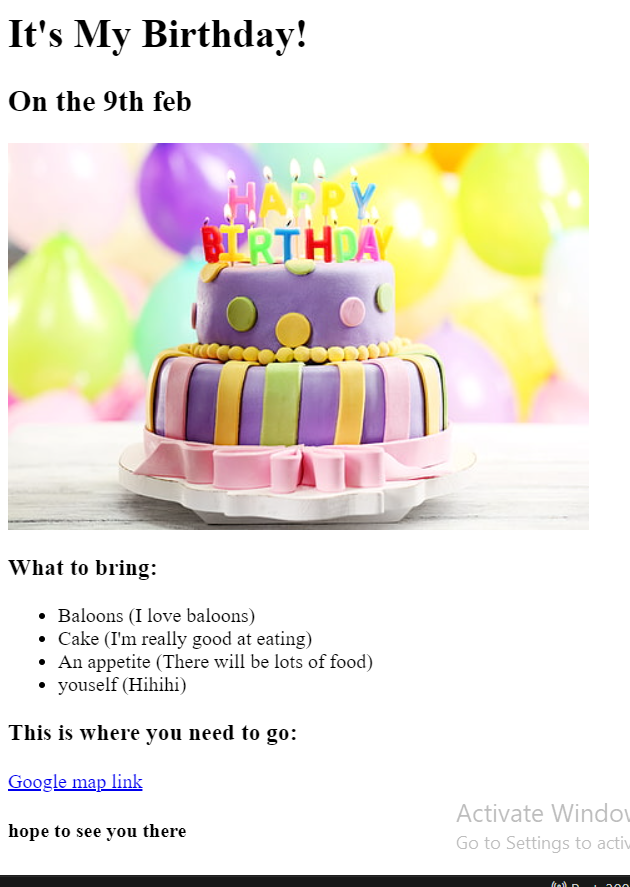 It's My Birthday!
On the 9th feb
HAPPY
BIRTHDAY
What to bring:
Baloons (I love baloons)
Cake (I'm really good at eating)
An appetite (There will be lots of food)
youself (Hihihi)
This is where you need to go:
Google map link
hope to see you there
Activate
Go to Settings to